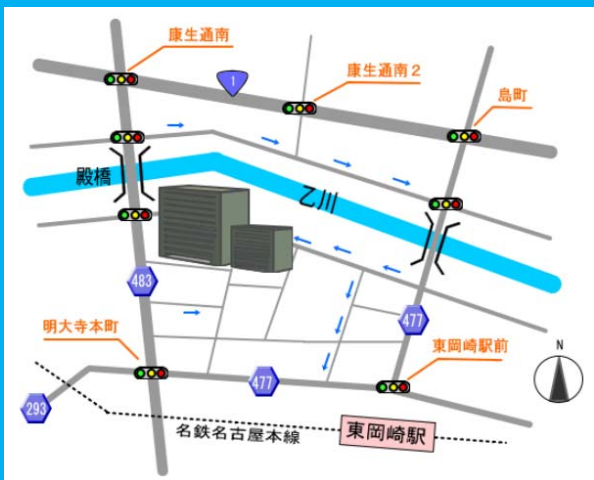 康生通南
1
康生通南2
島町
殿橋
乙川
483
477
明大寺本町
東岡崎駅前
N
477
293
名鉄名古屋本線
東岡崎駅